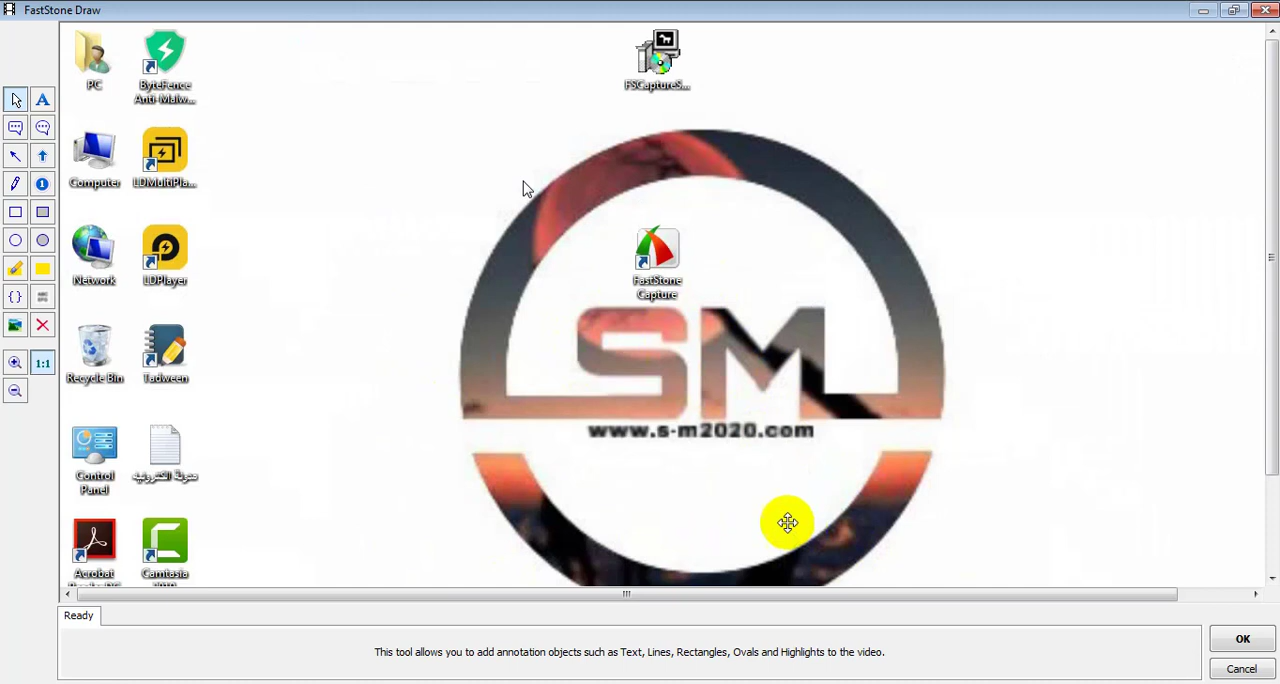 FastStone Draw
PC
ByteFence
Anti-Malw...
FSCaptureS...
A
Computer
LDMultiPla...
1
Network
LDPlayer
FastStone
Capture
SM
{ }
1:1
Recycle Bin
Tadween
www.s-m2020.com
Control
Panel
مدونة الكترونيه
Acrobat
Camtasia
Ready
This tool allows you to add annotation objects such as Text, Lines, Rectangles, Ovals and Highlights to the video.
OK
Cancel